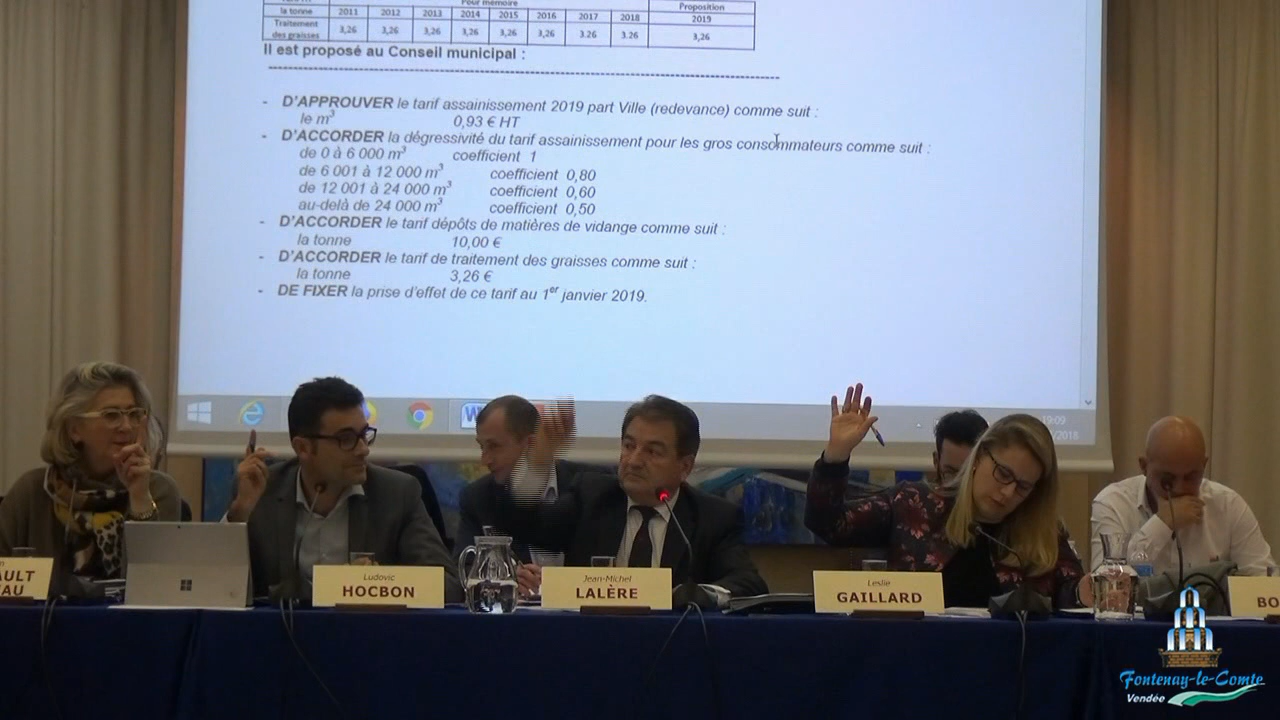 Pour mémoire Proposition
la tonne 2011 2012 2013 2014 2015 2016 2017 2018 2019
Traitement des graisses 3,26 3,26 3,26 3,26 3,26 3,26 3.26 3.26 3,26
Il est proposé au Conseil municipal :
- D'APPROUVER le tarif assainissement 2019 part Ville (redevance) comme suit :
le m³ 0,93 € HT
- D'ACCORDER la dégressivité du tarif assainissement pour les gros consommateurs comme suit :
de 0 à 6 000 m³ coefficient 1
de 6 001 à 12 000 m³ coefficient 0,80
de 12 001 à 24 000 m³ coefficient 0,60
au-delà de 24 000 m³ coefficient 0,50
- D'ACCORDER le tarif dépôts de matières de vidange comme suit :
la tonne 10,00 €
- D'ACCORDER le tarif de traitement des graisses comme suit :
la tonne 3,26 €
- DE FIXER la prise d'effet de ce tarif au 1er janvier 2019.
19:09
/2018
AULT
AU
Ludovic
HOCBON
Jean-Michel
LALÈRE
Leslie
GAILLARD
BO
Fontenay-le-Comte
Vendée